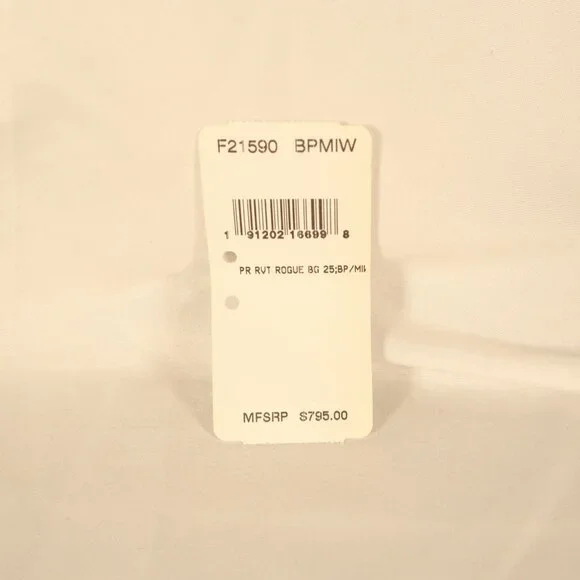 F21590 BPMIW
1 91202 16699 8
PR RVT ROGUE BG 25;BP/MI
MFSRP $795.00